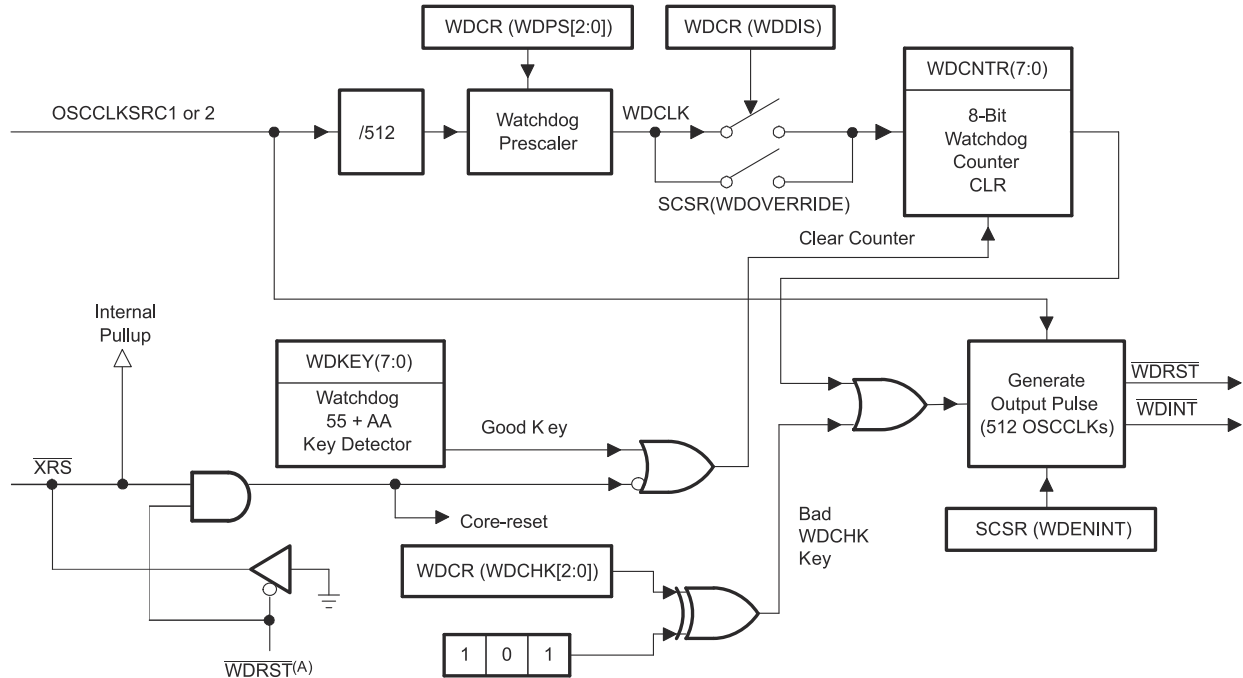 WDCR (WDPS[2:0])
WDCR (WDDIS)
WDCNTR(7:0)
OSCCLKSRC1 or 2
/512
Watchdog
Prescaler
WDCLK
8-Bit
Watchdog
Counter
CLR
SCSR(WDOVERRIDE)
Clear Counter
Internal
Pullup
WDKEY(7:0)
Watchdog
55 + AA
Key Detector
Good Key
Generate
Output Pulse
(512 OSCCLKs)
WDRST
WDINT
XRS
Core-reset
Bad
WDCHK
Key
SCSR (WDENINT)
WDCR (WDCHK[2:0])
1 0 1
WDRST(A)